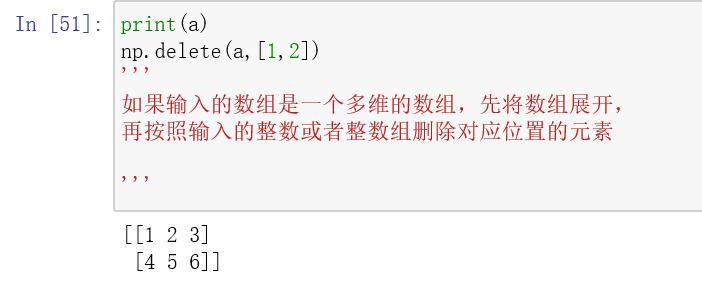 In [51]: print(a)
np.delete(a,[1,2])
'''
如果输入的数组是一个多维的数组，先将数组展开，
再按照输入的整数或者整数组删除对应位置的元素
'''
[[1 2 3]
[4 5 6]]